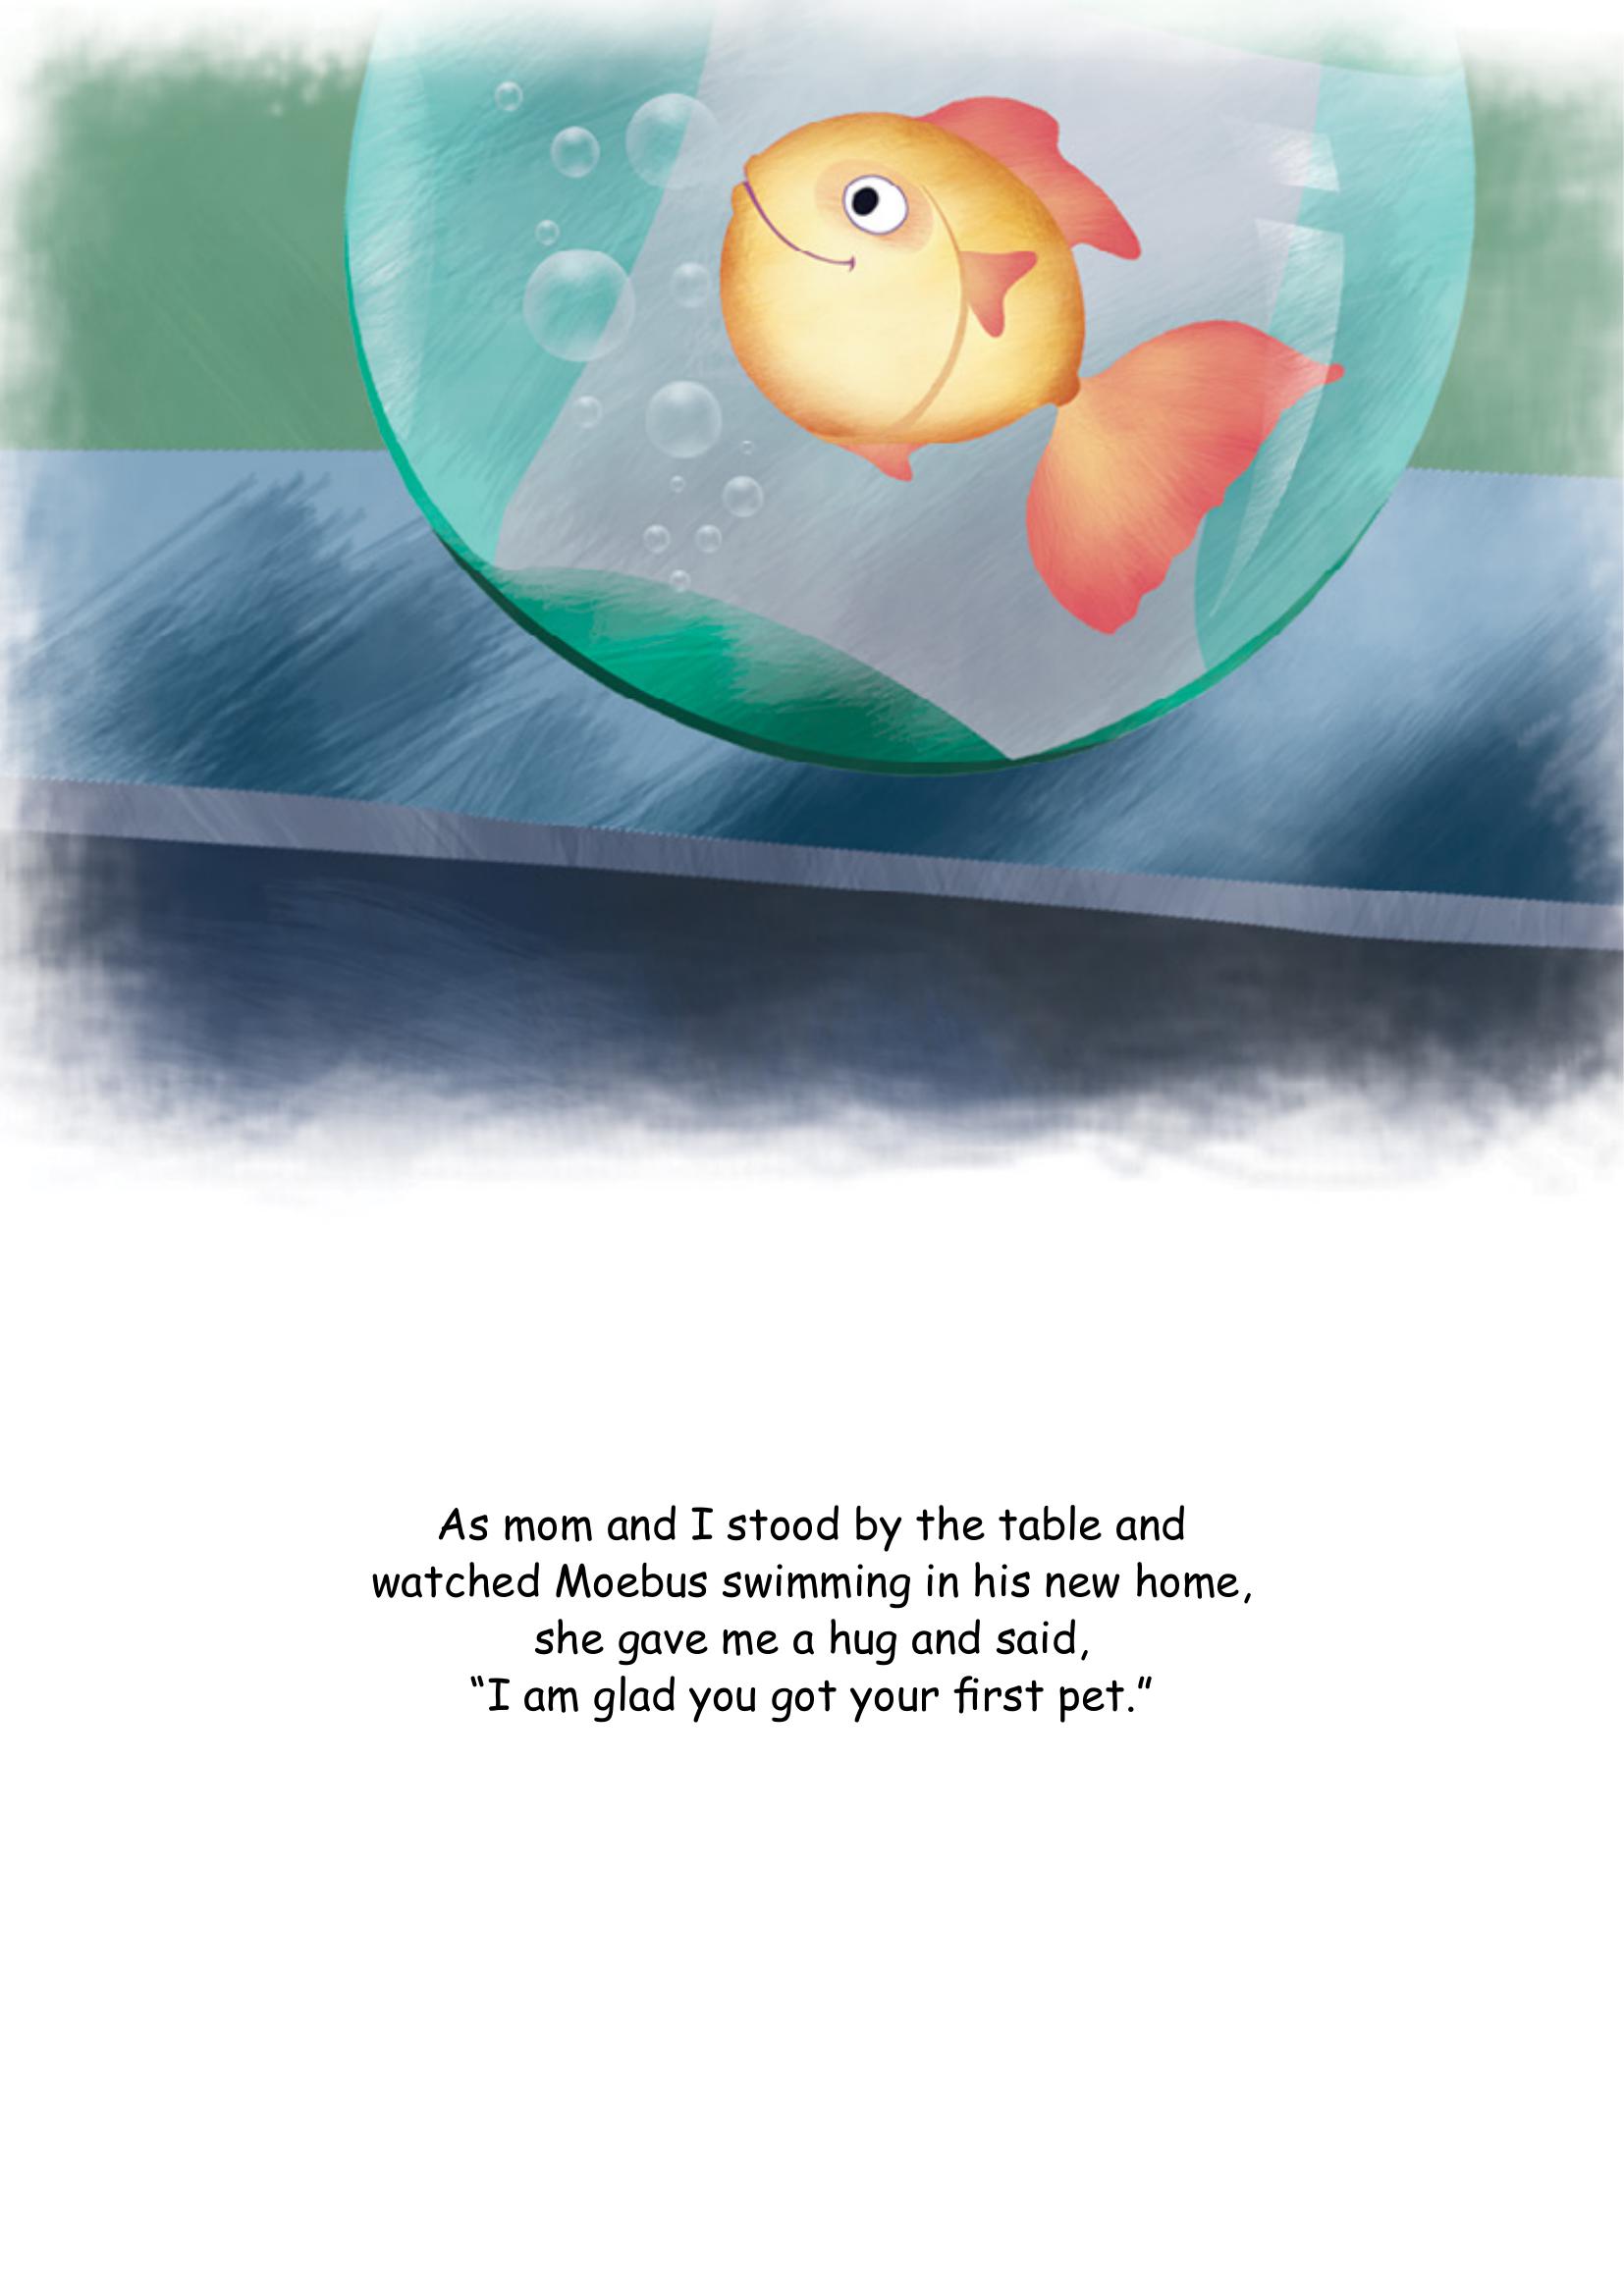 As mom and I stood by the table and
watched Moebus swimming in his new home,
she gave me a hug and said,
“I am glad you got your first pet.”